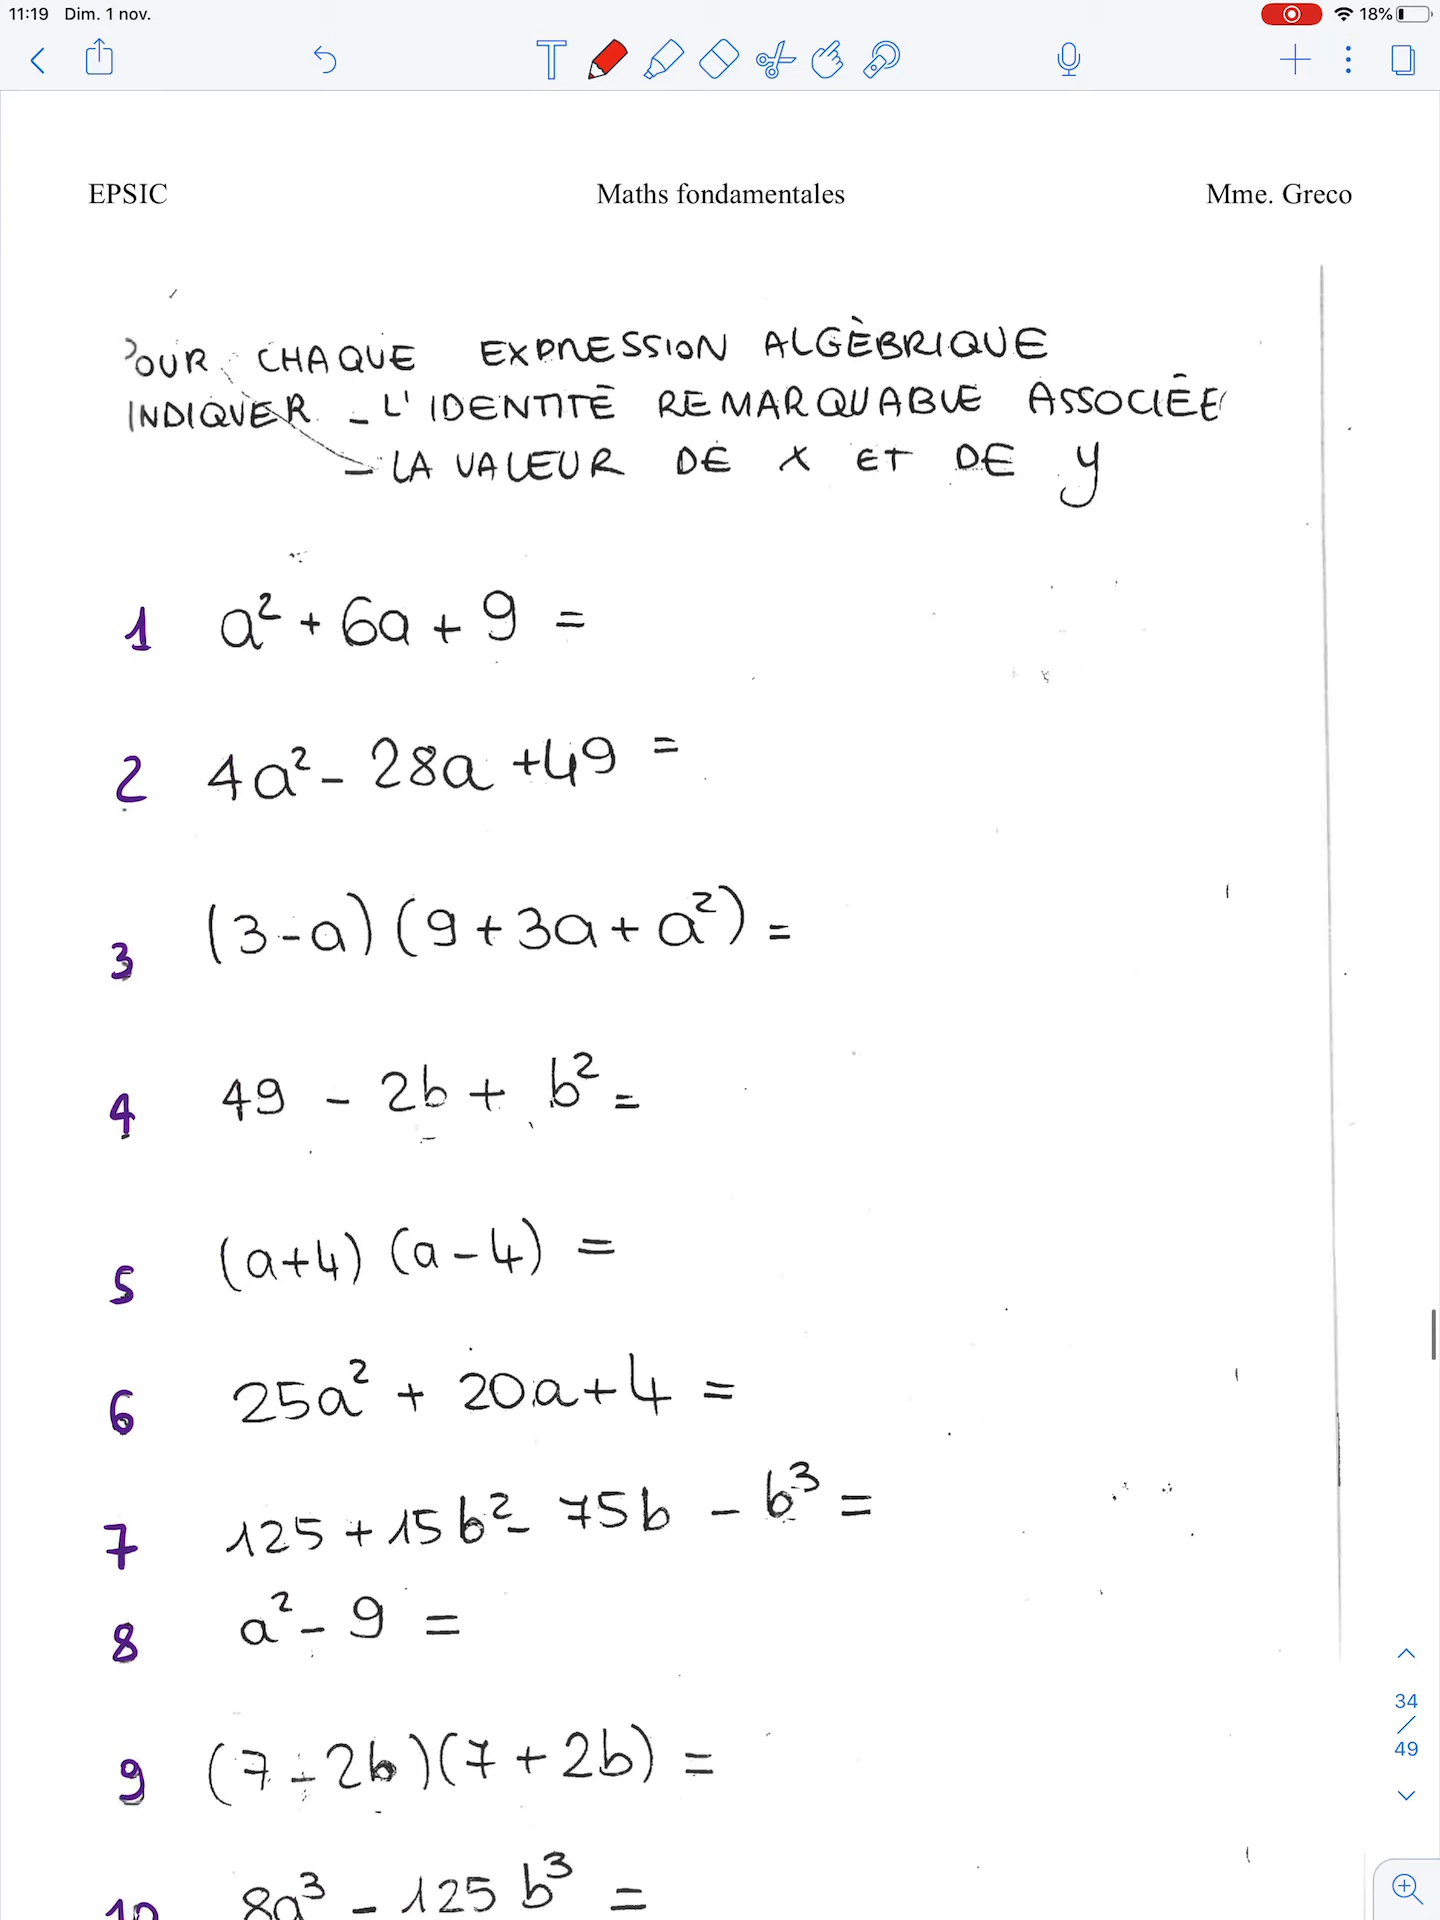 11:19 Dim. 1 nov. 18%
EPSIC Maths fondamentales Mme. Greco
POUR CHAQUE EXPRESSION ALGÈBRIQUE
INDIQUER - L'IDENTITÉ REMARQUABLE ASSOCIÉE
- LA VALEUR DE X ET DE y
1 a² + 6a + 9 =
2 4a² - 28a + 49 =
3 (3-a) (9 + 3a + a²) =
4 49 - 2b + b² =
5 (a+4) (a-4) =
6 25a² + 20a + 4 =
7 125 + 15b² - 75b - b³ =
8 a² - 9 =
9 (7 - 2b)(7 + 2b) =
10 8a³ - 125 b³ =
34
/
49